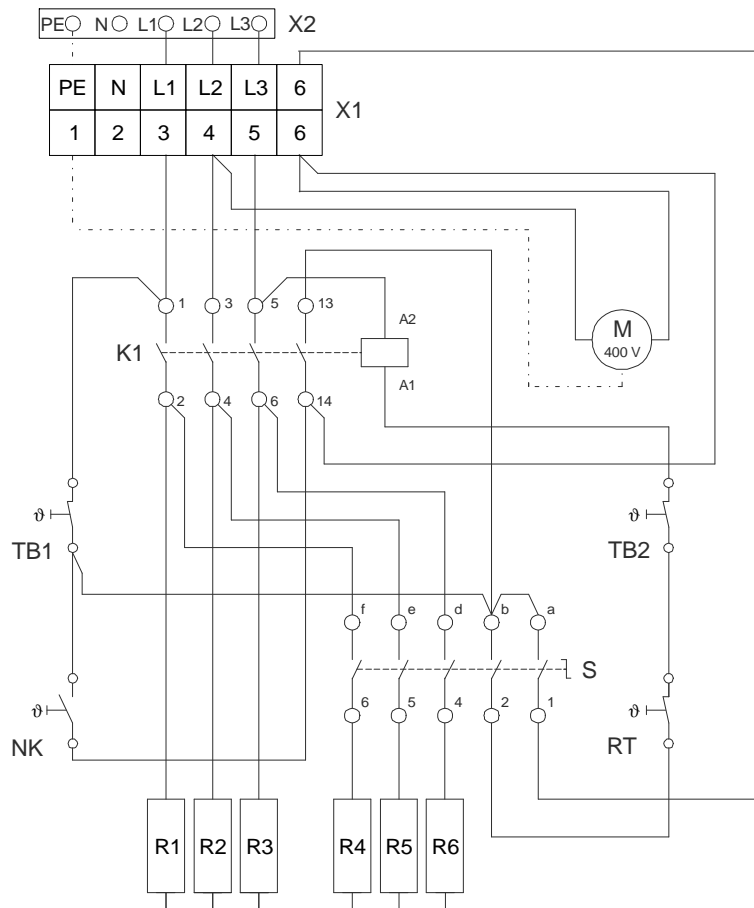 PE N L1 L2 L3 X2
PE N L1 L2 L3 6
X1
1 2 3 4 5 6
1 3 5 13
A2
M
400 V
K1
A1
2 4 6 14
ϑ ϑ
TB1 TB2
f e d b a
S
6 5 4 2 1
ϑ ϑ
NK RT
R1 R2 R3 R4 R5 R6